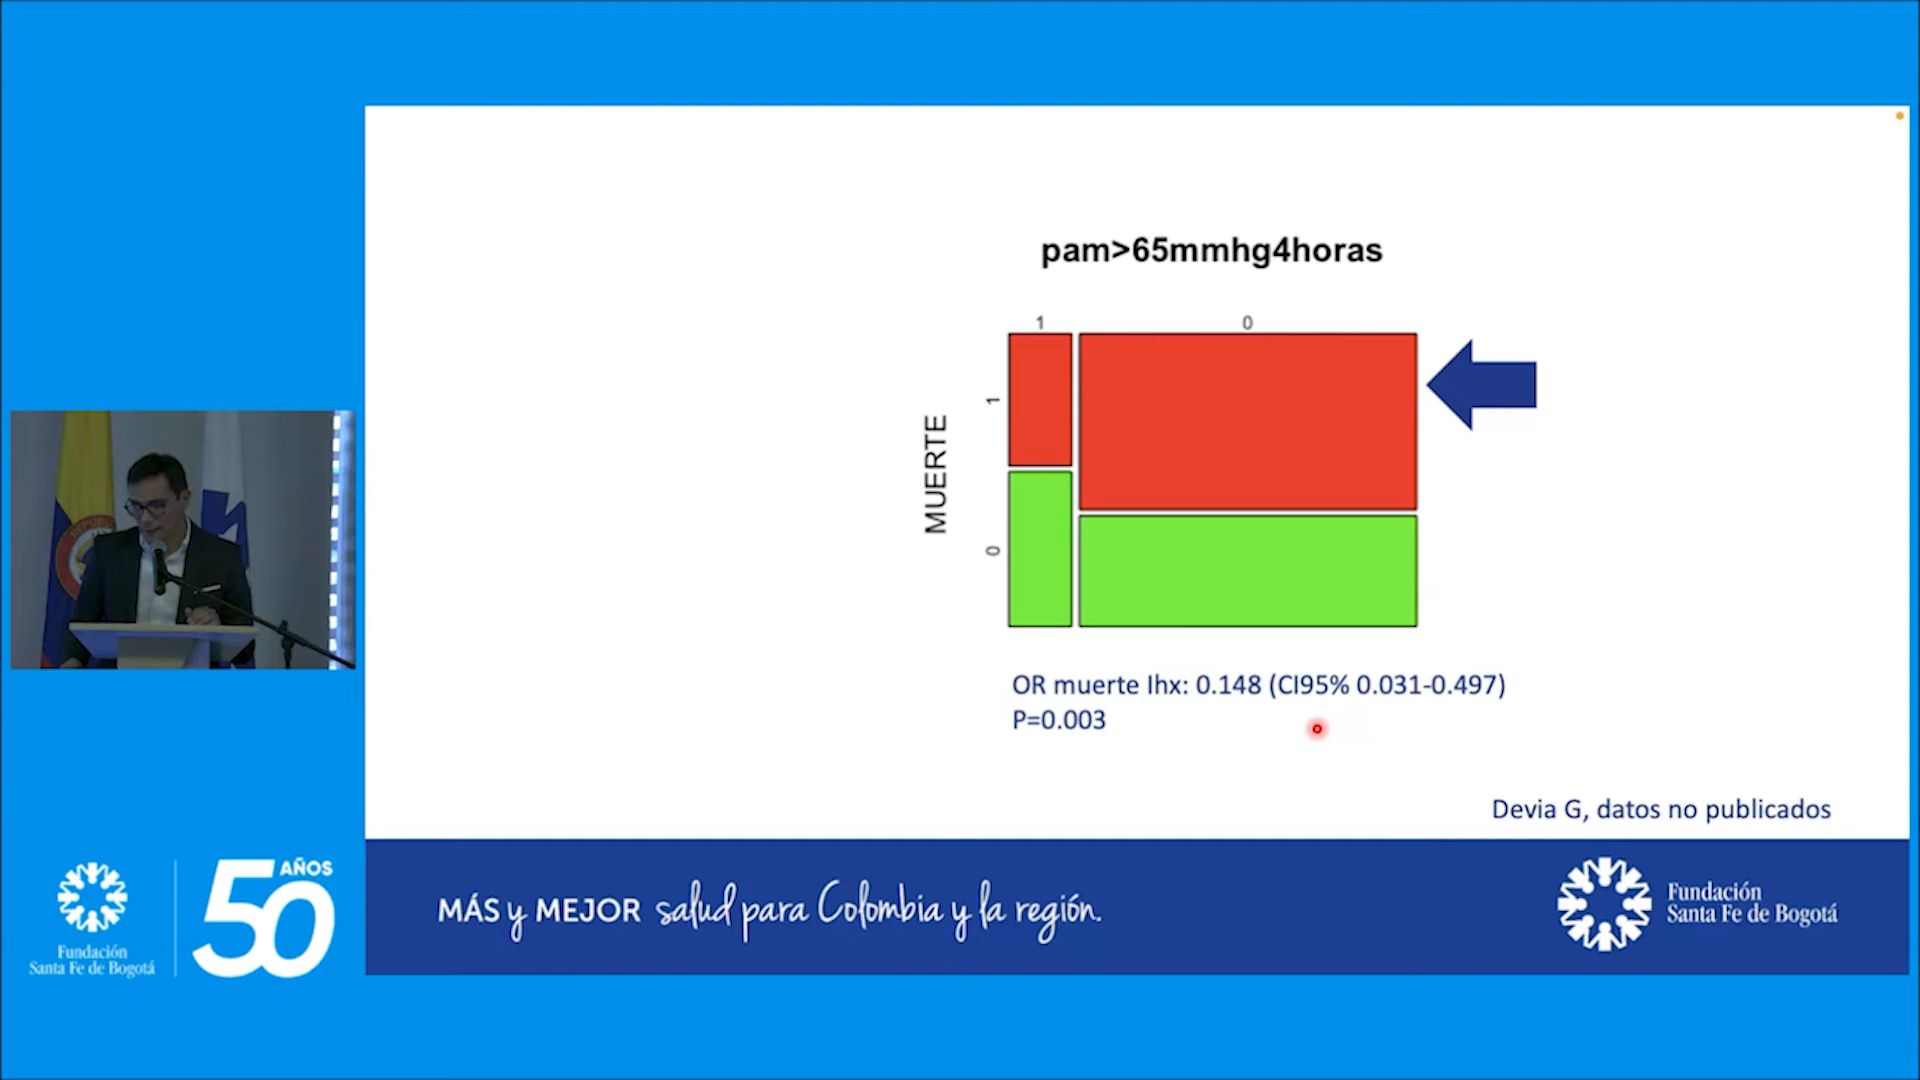 pam>65mmhg4horas
1 0
MUERTE
1
0
OR muerte Ihx: 0.148 (CI95% 0.031-0.497)
P=0.003
Devia G, datos no publicados
MÁS y MEJOR salud para Colombia y la región.
Fundación
Santa Fe de Bogotá
Fundación
Santa Fe de Bogotá
50 AÑOS